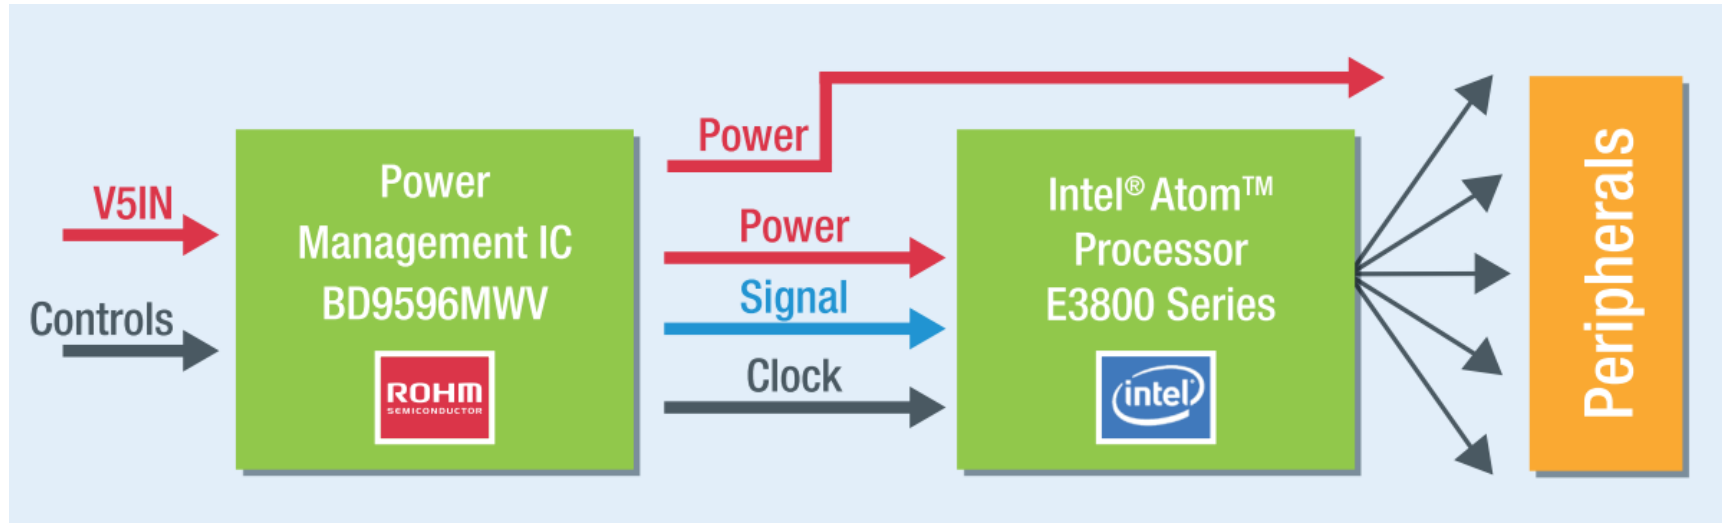 V5IN
Controls
Power
Management IC
BD9596MWV
ROHM
SEMICONDUCTOR
Power
Power
Signal
Clock
Intel® Atom™
Processor
E3800 Series
intel®
Peripherals